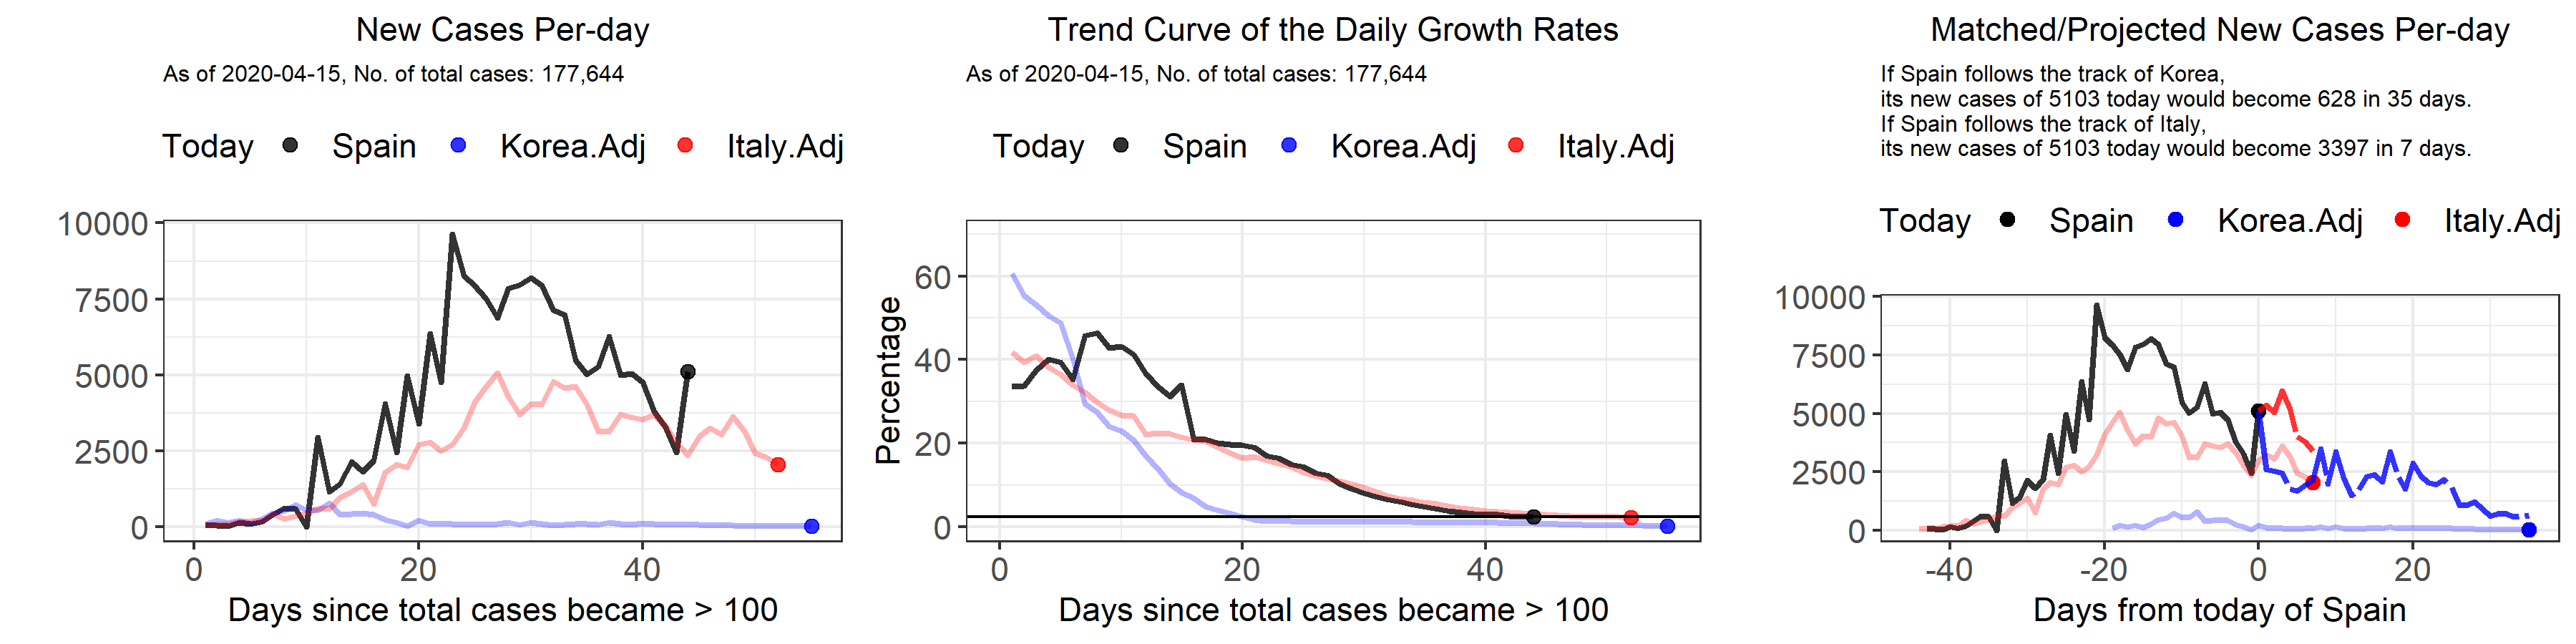 New Cases Per-day
As of 2020-04-15, No. of total cases: 177,644
Today Spain Korea.Adj Italy.Adj
10000
7500
5000
2500
0
0 20 40
Days since total cases became > 100
Trend Curve of the Daily Growth Rates
As of 2020-04-15, No. of total cases: 177,644
Today Spain Korea.Adj Italy.Adj
Percentage
60
40
20
0
0 20 40
Days since total cases became > 100
Matched/Projected New Cases Per-day
If Spain follows the track of Korea,
its new cases of 5103 today would become 628 in 35 days.
If Spain follows the track of Italy,
its new cases of 5103 today would become 3397 in 7 days.
Today Spain Korea.Adj Italy.Adj
10000
7500
5000
2500
0
-40 -20 0 20
Days from today of Spain